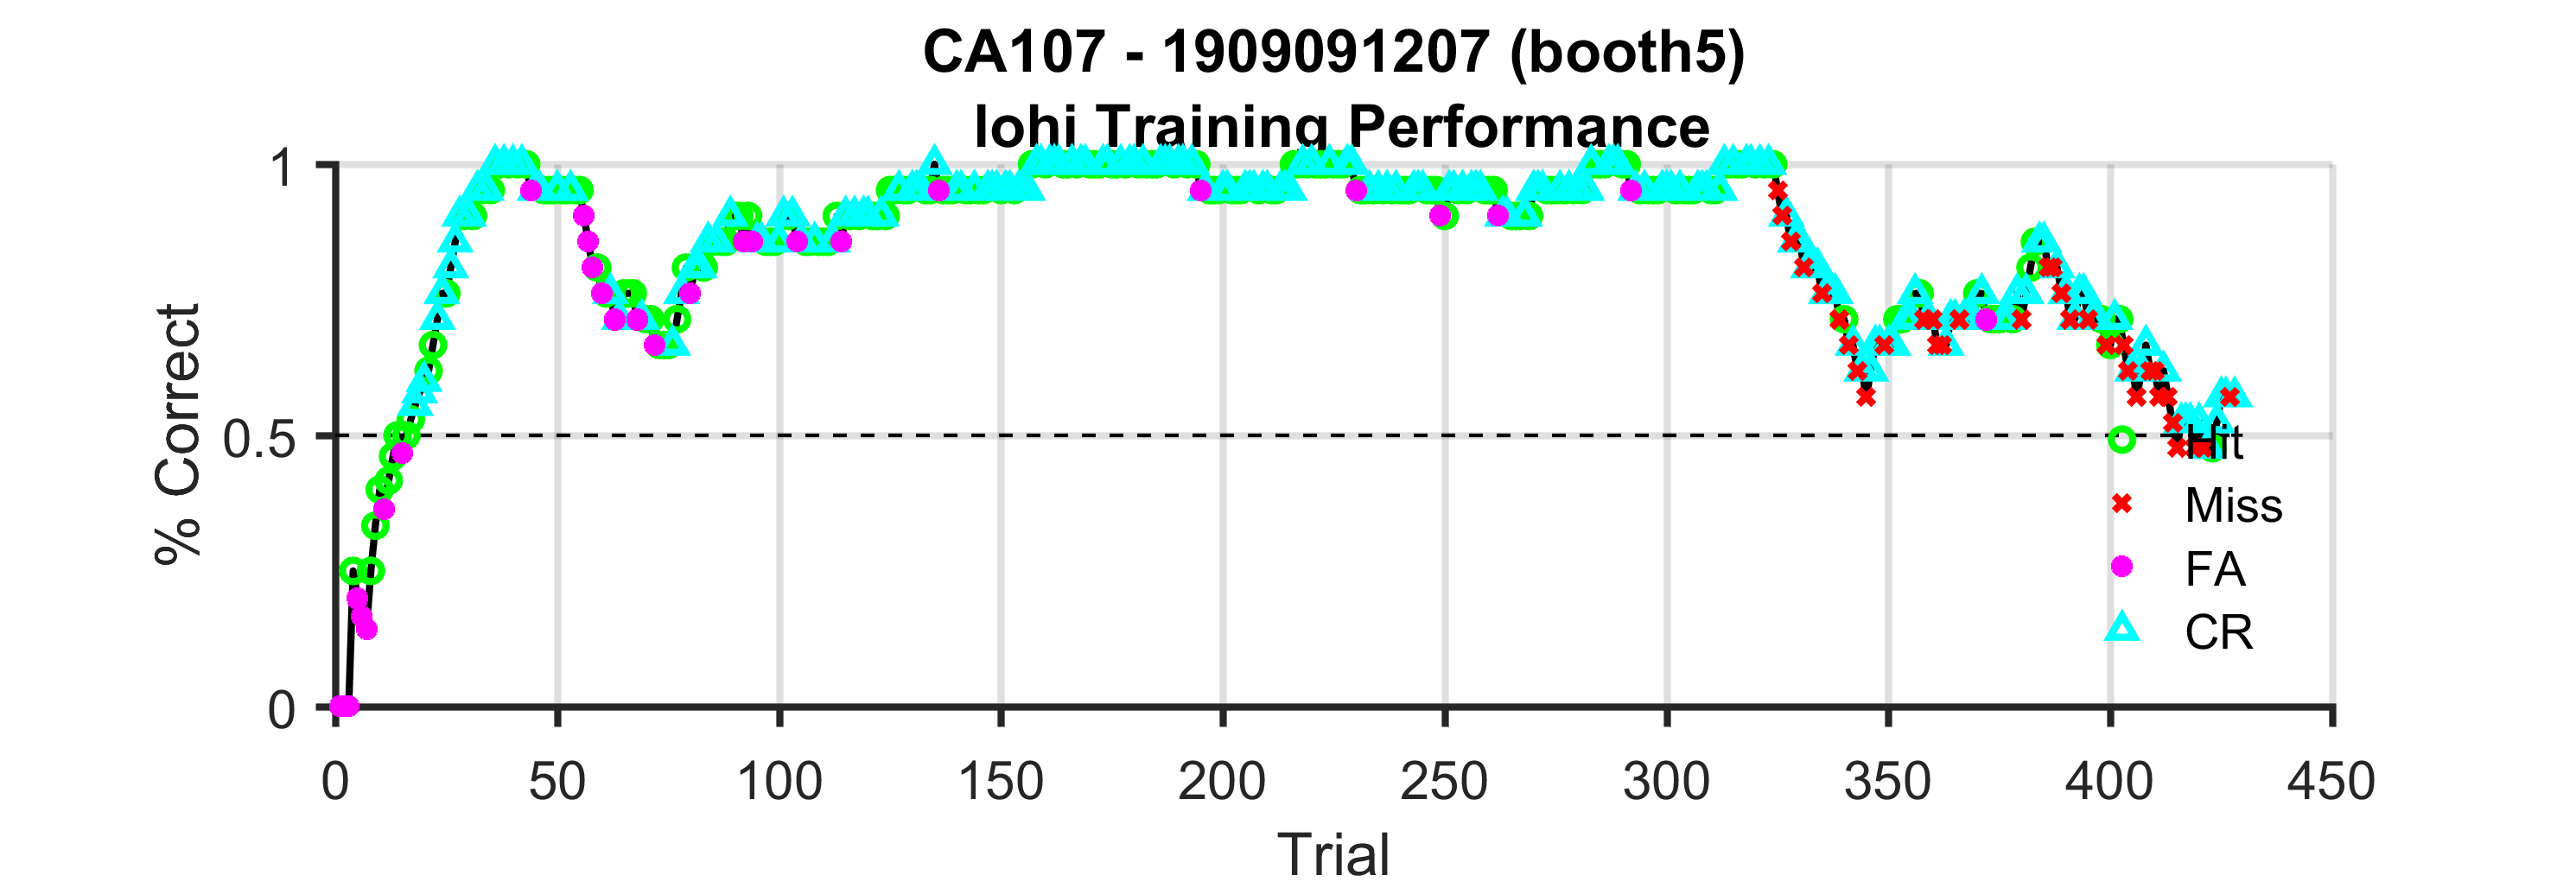 CA107 - 1909091207 (booth5)
lohi Training Performance
% Correct
1
0.5
0
0 50 100 150 200 250 300 350 400 450
Trial
Hit
Miss
FA
CR